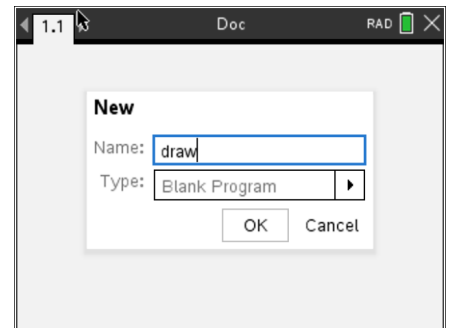 1.1 Doc RAD
New
Name: draw
Type: Blank Program
OK Cancel